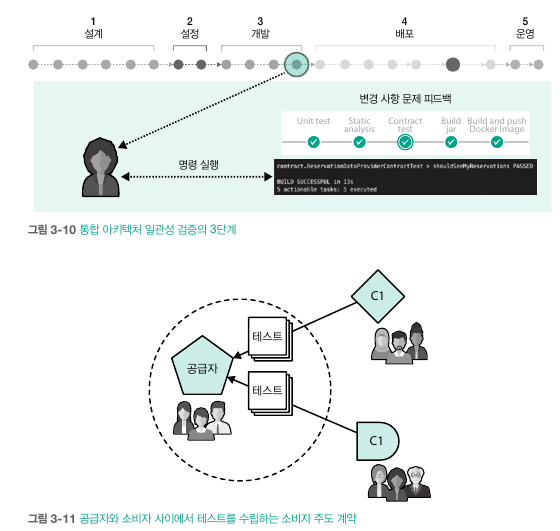 1
설계
2
설정
3
개발
4
배포
5
운영
변경 사항 문제 피드백
Unit test
Static
analysis
Contract
test
Build
jar
Build and push
Docker Image
명령 실행
contract.ReservationDataProviderContractTest > shouldSeeMyReservations PASSED
BUILD SUCCESSFUL in 13s
5 actionable tasks: 5 executed
그림 3-10 통합 아키텍처 일관성 검증의 3단계
C1
테스트
공급자
테스트
C1
그림 3-11 공급자와 소비자 사이에서 테스트를 수립하는 소비자 주도 계약